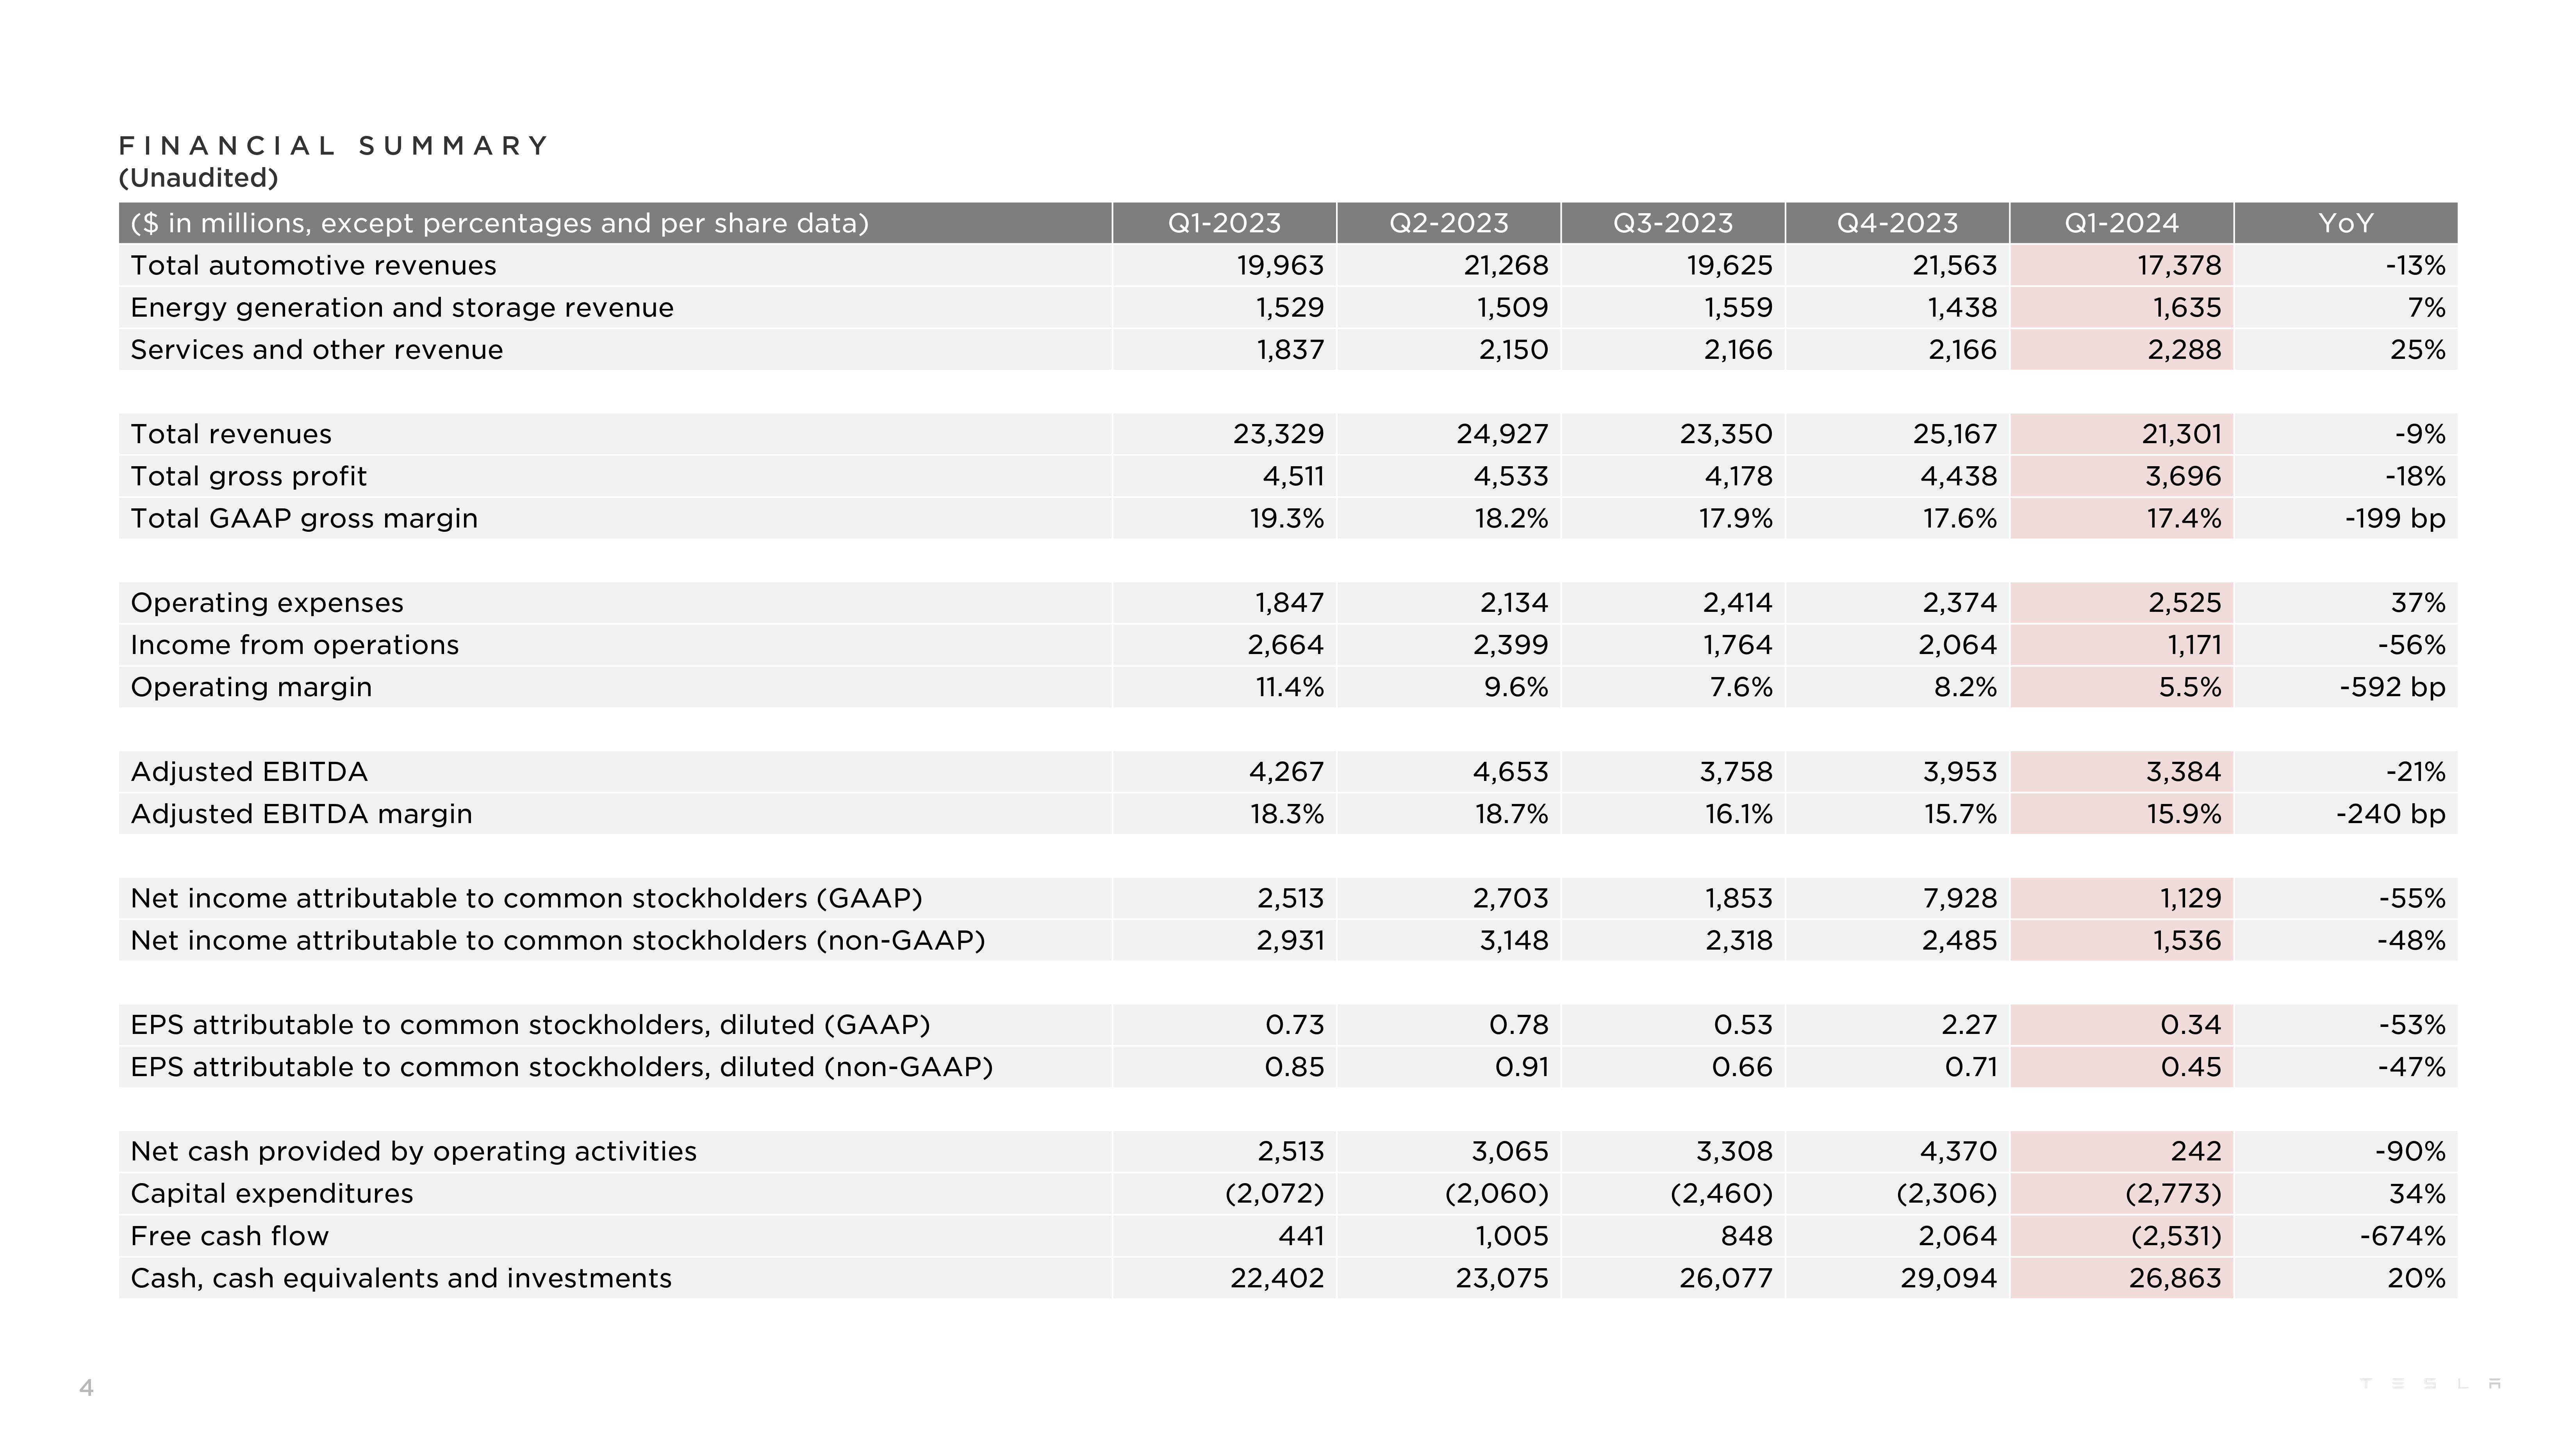 FINANCIAL SUMMARY
(Unaudited)
($ in millions, except percentages and per share data) Q1-2023 Q2-2023 Q3-2023 Q4-2023 Q1-2024 YoY
Total automotive revenues 19,963 21,268 19,625 21,563 17,378 -13%
Energy generation and storage revenue 1,529 1,509 1,559 1,438 1,635 7%
Services and other revenue 1,837 2,150 2,166 2,166 2,288 25%
Total revenues 23,329 24,927 23,350 25,167 21,301 -9%
Total gross profit 4,511 4,533 4,178 4,438 3,696 -18%
Total GAAP gross margin 19.3% 18.2% 17.9% 17.6% 17.4% -199 bp
Operating expenses 1,847 2,134 2,414 2,374 2,525 37%
Income from operations 2,664 2,399 1,764 2,064 1,171 -56%
Operating margin 11.4% 9.6% 7.6% 8.2% 5.5% -592 bp
Adjusted EBITDA 4,267 4,653 3,758 3,953 3,384 -21%
Adjusted EBITDA margin 18.3% 18.7% 16.1% 15.7% 15.9% -240 bp
Net income attributable to common stockholders (GAAP) 2,513 2,703 1,853 7,928 1,129 -55%
Net income attributable to common stockholders (non-GAAP) 2,931 3,148 2,318 2,485 1,536 -48%
EPS attributable to common stockholders, diluted (GAAP) 0.73 0.78 0.53 2.27 0.34 -53%
EPS attributable to common stockholders, diluted (non-GAAP) 0.85 0.91 0.66 0.71 0.45 -47%
Net cash provided by operating activities 2,513 3,065 3,308 4,370 242 -90%
Capital expenditures (2,072) (2,060) (2,460) (2,306) (2,773) 34%
Free cash flow 441 1,005 848 2,064 (2,531) -674%
Cash, cash equivalents and investments 22,402 23,075 26,077 29,094 26,863 20%
4
TESLA